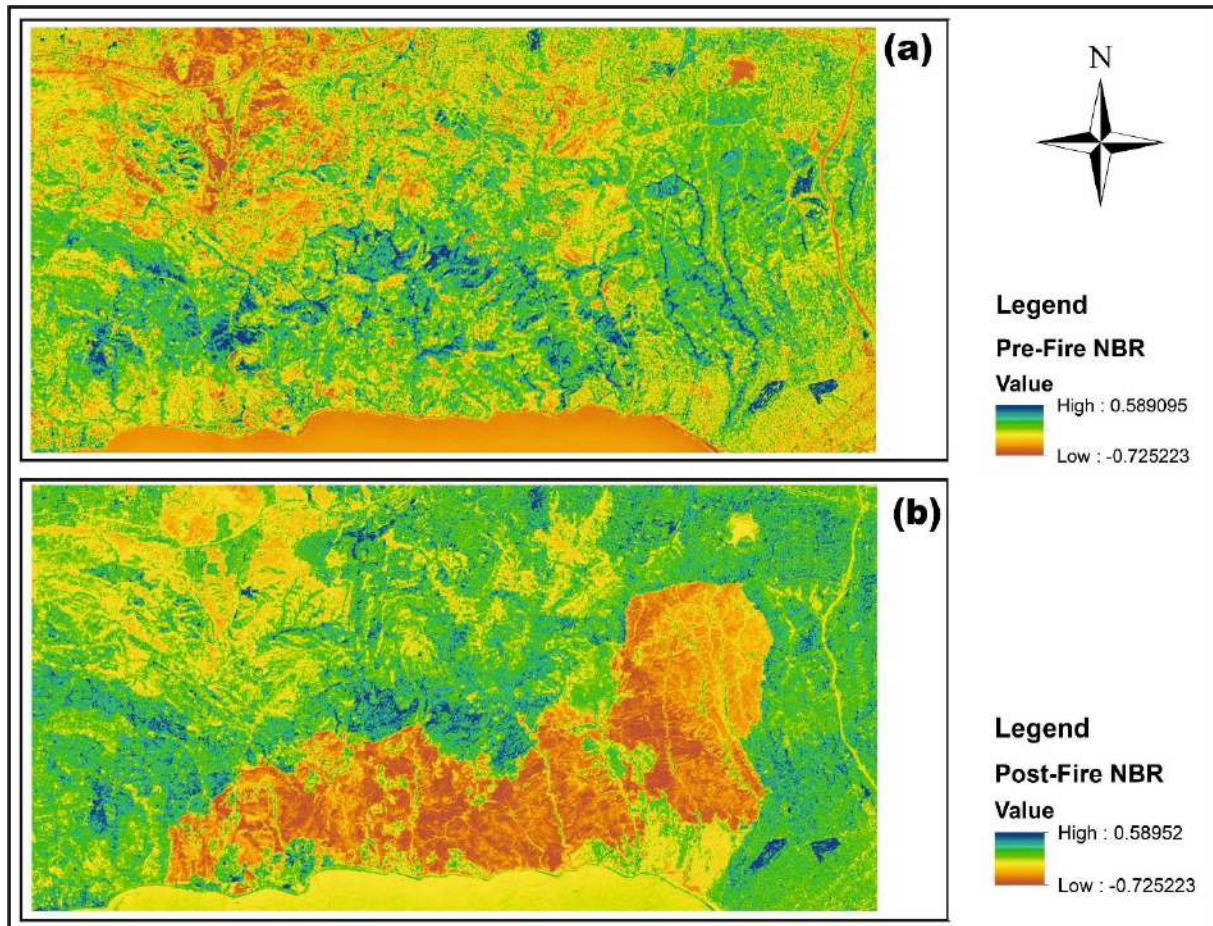 (a)
N
Legend
Pre-Fire NBR
Value
High : 0.589095
Low : -0.725223
(b)
Legend
Post-Fire NBR
Value
High : 0.58952
Low : -0.725223